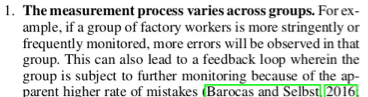 1. The measurement process varies across groups. For ex-
ample, if a group of factory workers is more stringently or
frequently monitored, more errors will be observed in that
group. This can also lead to a feedback loop wherein the
group is subject to further monitoring because of the ap-
parent higher rate of mistakes (Barocas and Selbst, 2016;